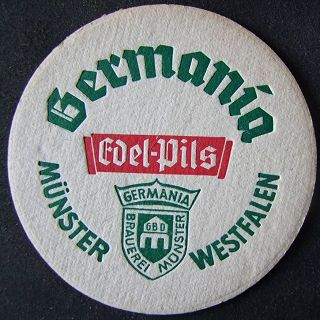 Germania
Edel-Pils
MÜNSTER WESTFALEN
GERMANIA
GBD
BRAUEREI MÜNSTER